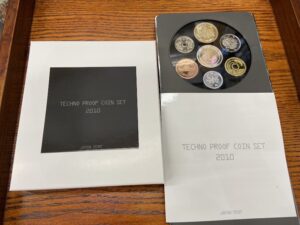 TECHNO PROOF COIN SET
2010
JAPAN MINT
TECHNO PROOF COIN SET
2010
JAPAN MINT